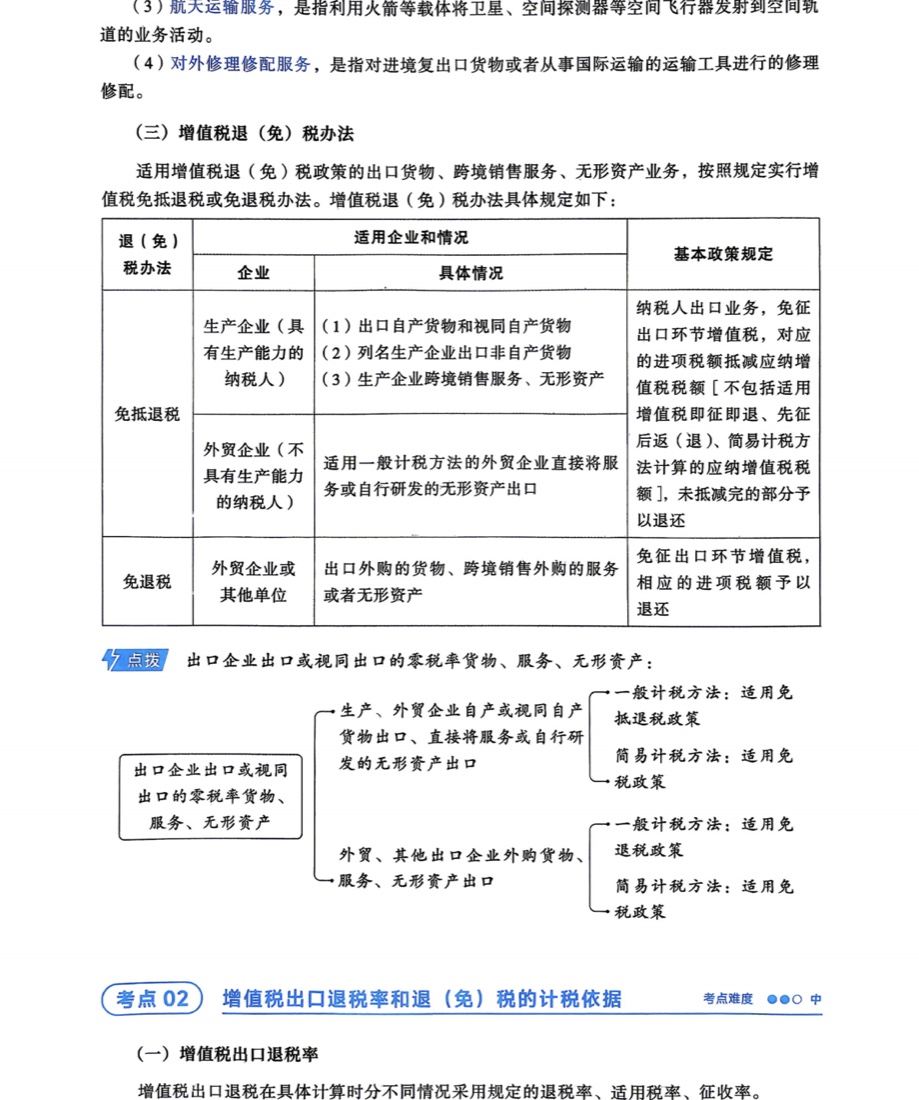 （3）航天运输服务，是指利用火箭等载体将卫星、空间探测器等空间飞行器发射到空间轨
道的业务活动。
（4）对外修理修配服务，是指对进境复出口货物或者从事国际运输的运输工具进行的修理
修配。
（三）增值税退（免）税办法
适用增值税退（免）税政策的出口货物、跨境销售服务、无形资产业务，按照规定实行增
值税免抵退税或免退税办法。增值税退（免）税办法具体规定如下：
退（免）
税办法
适用企业和情况
基本政策规定
企业
具体情况
免抵退税
生产企业（具
有生产能力的
纳税人）
（1）出口自产货物和视同自产货物
（2）列名生产企业出口非自产货物
（3）生产企业跨境销售服务、无形资产
外贸企业（不
具有生产能力
的纳税人）
适用一般计税方法的外贸企业直接将服
务或自行研发的无形资产出口
纳税人出口业务，免征
出口环节增值税，对应
的进项税额抵减应纳增
值税税额［不包括适用
增值税即征即退、先征
后返（退）、简易计税方
法计算的应纳增值税税
额］，未抵减完的部分予
以退还
免退税
外贸企业或
其他单位
出口外购的货物、跨境销售外购的服务
或者无形资产
免征出口环节增值税，
相应的进项税额予以
退还
点拨 出口企业出口或视同出口的零税率货物、服务、无形资产：
出口企业出口或视同
出口的零税率货物、
服务、无形资产
生产、外贸企业自产或视同自产
货物出口、直接将服务或自行研
发的无形资产出口
一般计税方法：适用免
抵退税政策
简易计税方法：适用免
税政策
外贸、其他出口企业外购货物、
服务、无形资产出口
一般计税方法：适用免
退税政策
简易计税方法：适用免
税政策
考点 02 增值税出口退税率和退（免）税的计税依据 考点难度 中
（一）增值税出口退税率
增值税出口退税在具体计算时分不同情况采用规定的退税率、适用税率、征收率。